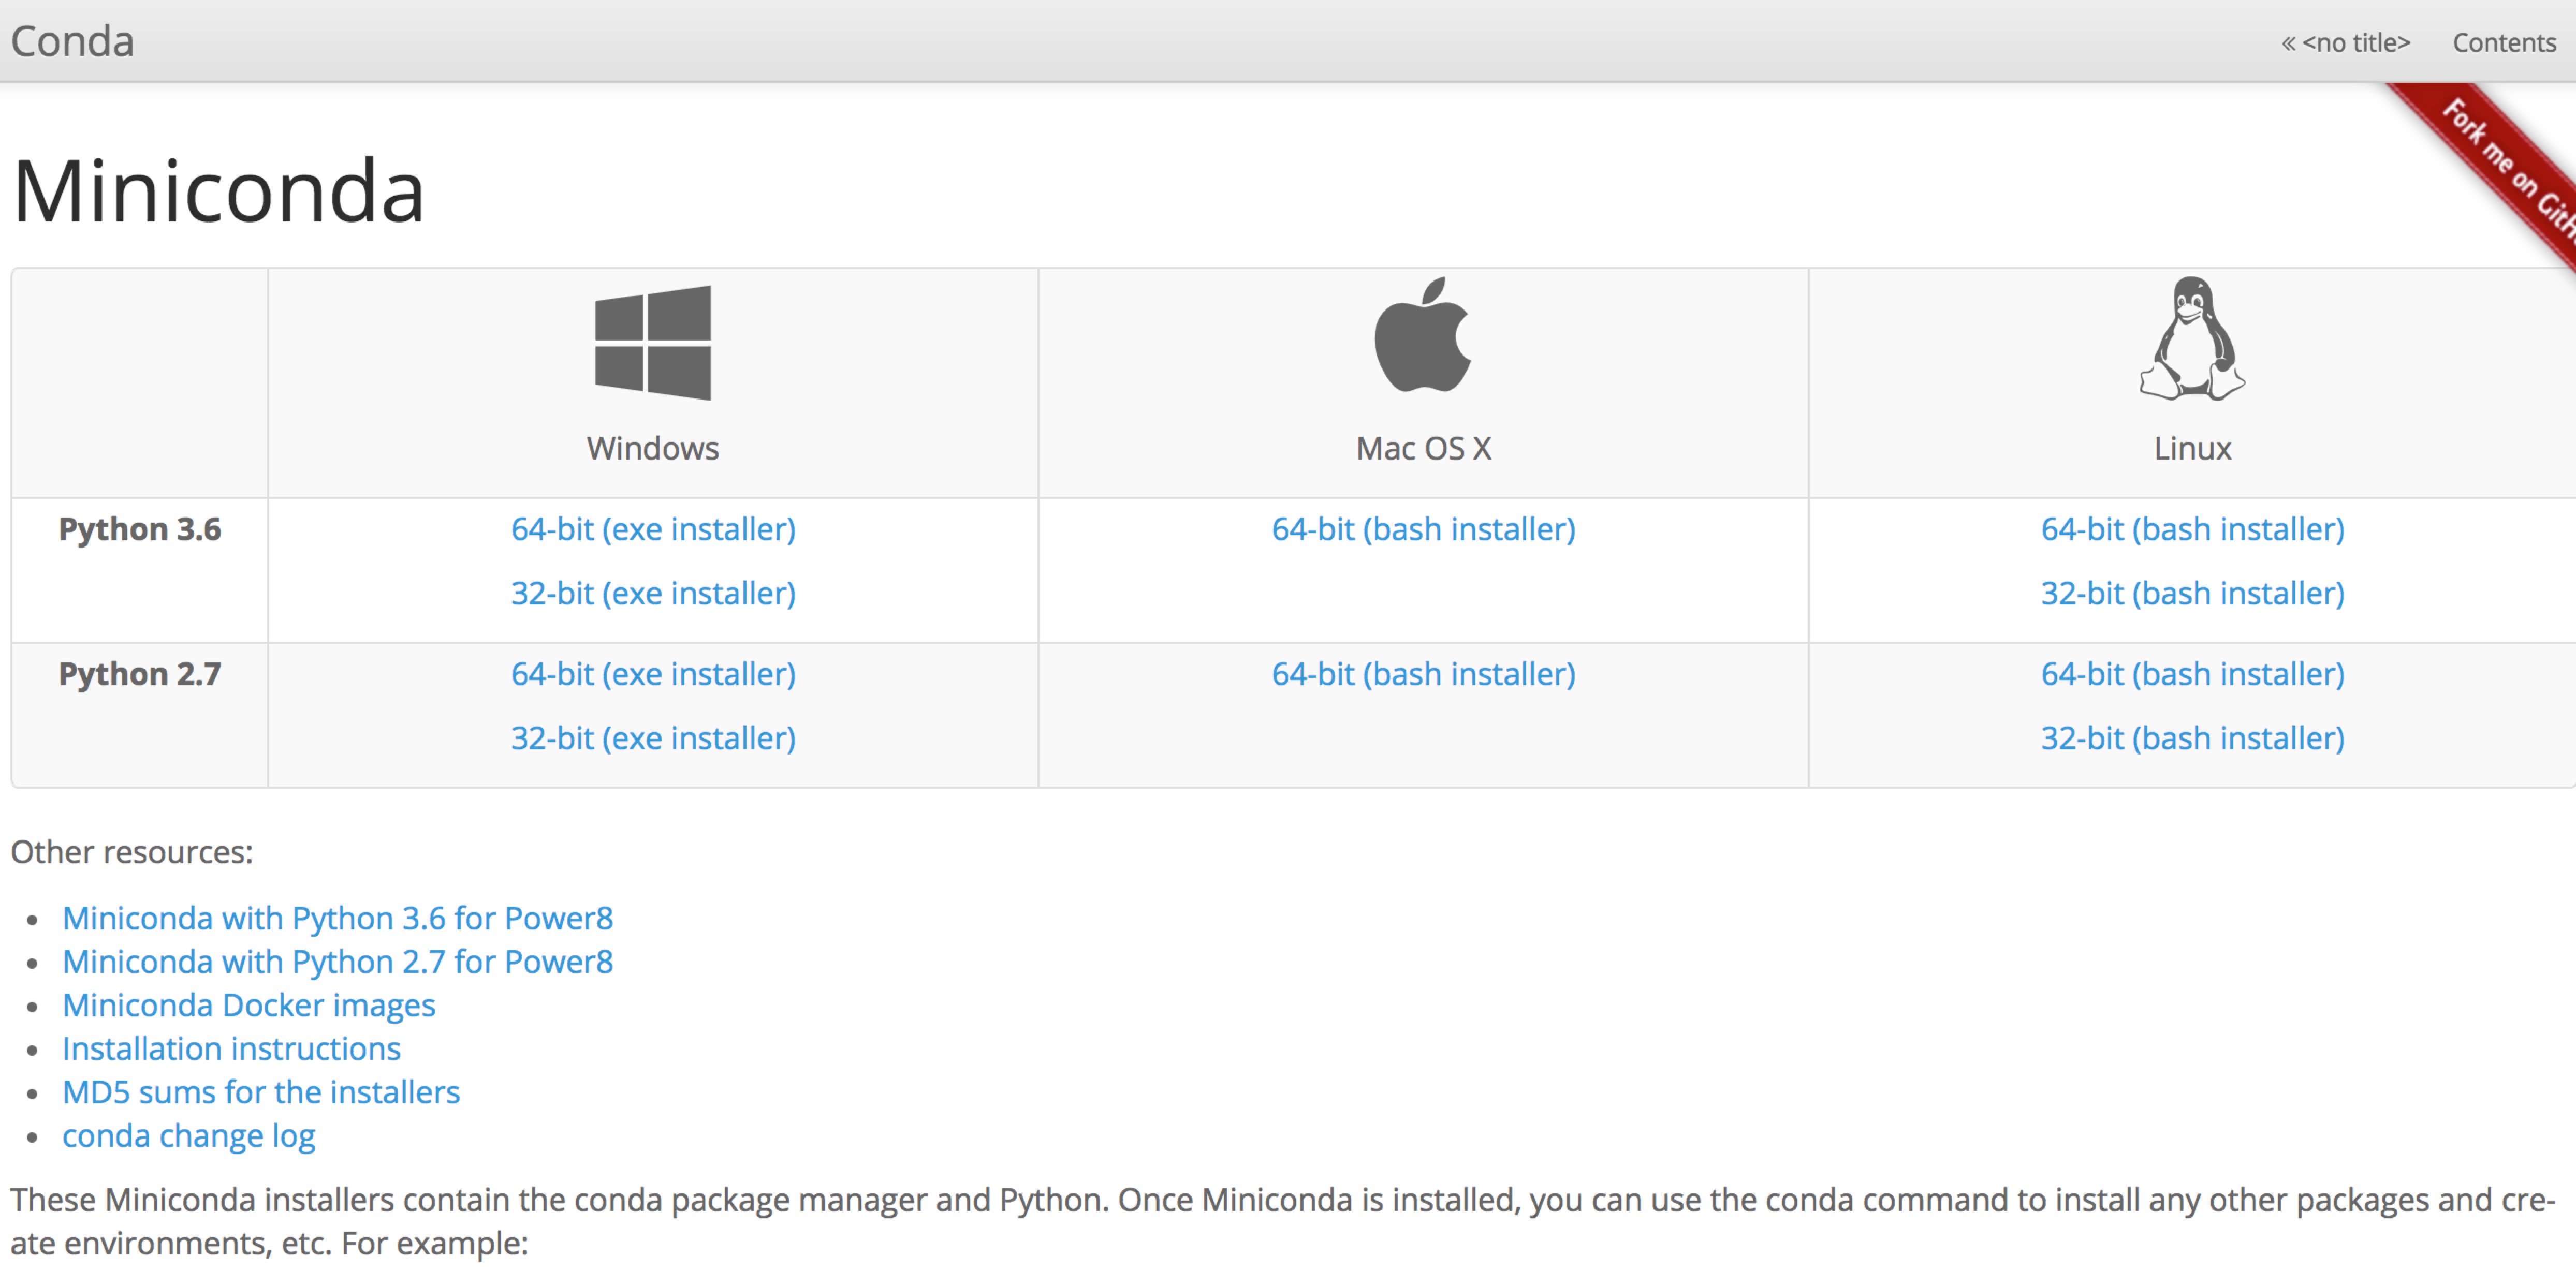 Conda
« <no title> Contents
Fork me on GitH
Miniconda
Windows Mac OS X Linux
Python 3.6 64-bit (exe installer) 64-bit (bash installer) 64-bit (bash installer)
32-bit (exe installer) 32-bit (bash installer)
Python 2.7 64-bit (exe installer) 64-bit (bash installer) 64-bit (bash installer)
32-bit (exe installer) 32-bit (bash installer)
Other resources:
• Miniconda with Python 3.6 for Power8
• Miniconda with Python 2.7 for Power8
• Miniconda Docker images
• Installation instructions
• MD5 sums for the installers
• conda change log
These Miniconda installers contain the conda package manager and Python. Once Miniconda is installed, you can use the conda command to install any other packages and cre-
ate environments, etc. For example: